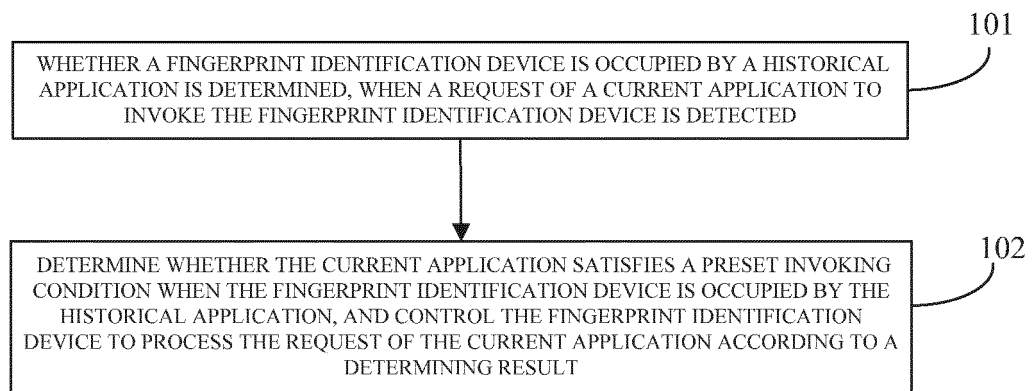 101
WHETHER A FINGERPRINT IDENTIFICATION DEVICE IS OCCUPIED BY A HISTORICAL
APPLICATION IS DETERMINED, WHEN A REQUEST OF A CURRENT APPLICATION TO
INVOKE THE FINGERPRINT IDENTIFICATION DEVICE IS DETECTED
102
DETERMINE WHETHER THE CURRENT APPLICATION SATISFIES A PRESET INVOKING
CONDITION WHEN THE FINGERPRINT IDENTIFICATION DEVICE IS OCCUPIED BY THE
HISTORICAL APPLICATION, AND CONTROL THE FINGERPRINT IDENTIFICATION
DEVICE TO PROCESS THE REQUEST OF THE CURRENT APPLICATION ACCORDING TO A
DETERMINING RESULT